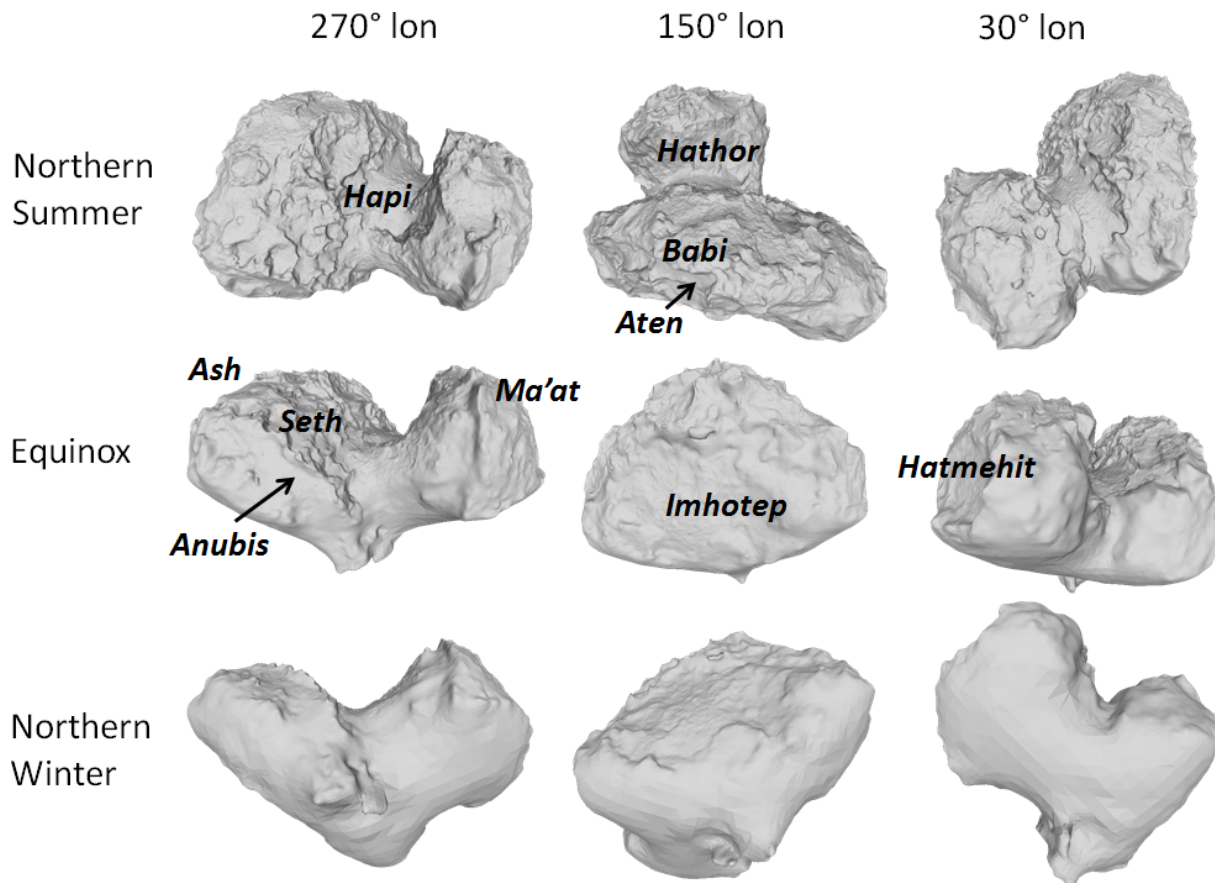 270° lon 150° lon 30° lon
Northern
Summer
Hapi
Hathor
Babi
Aten
Equinox
Ash
Seth
Ma'at
Anubis
Imhotep
Hatmehit
Northern
Winter